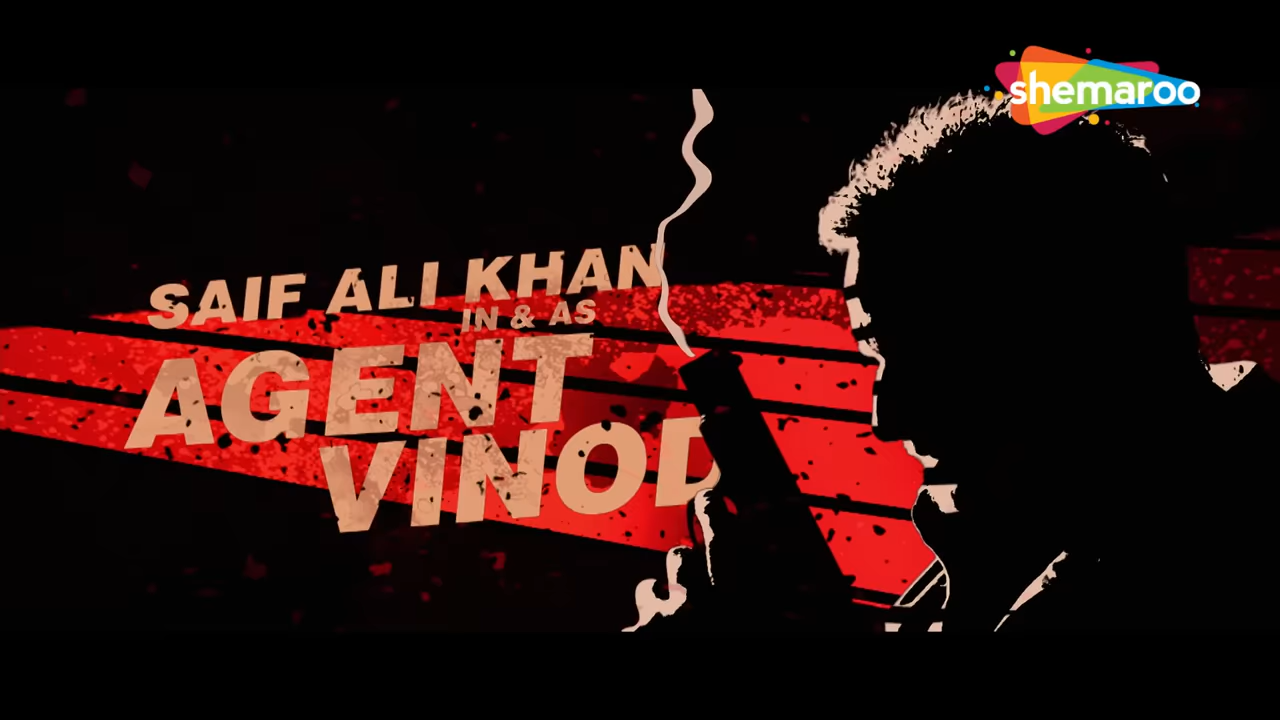 shemaroo
SAIF ALI KHAN
IN & AS
AGENT
VINOD